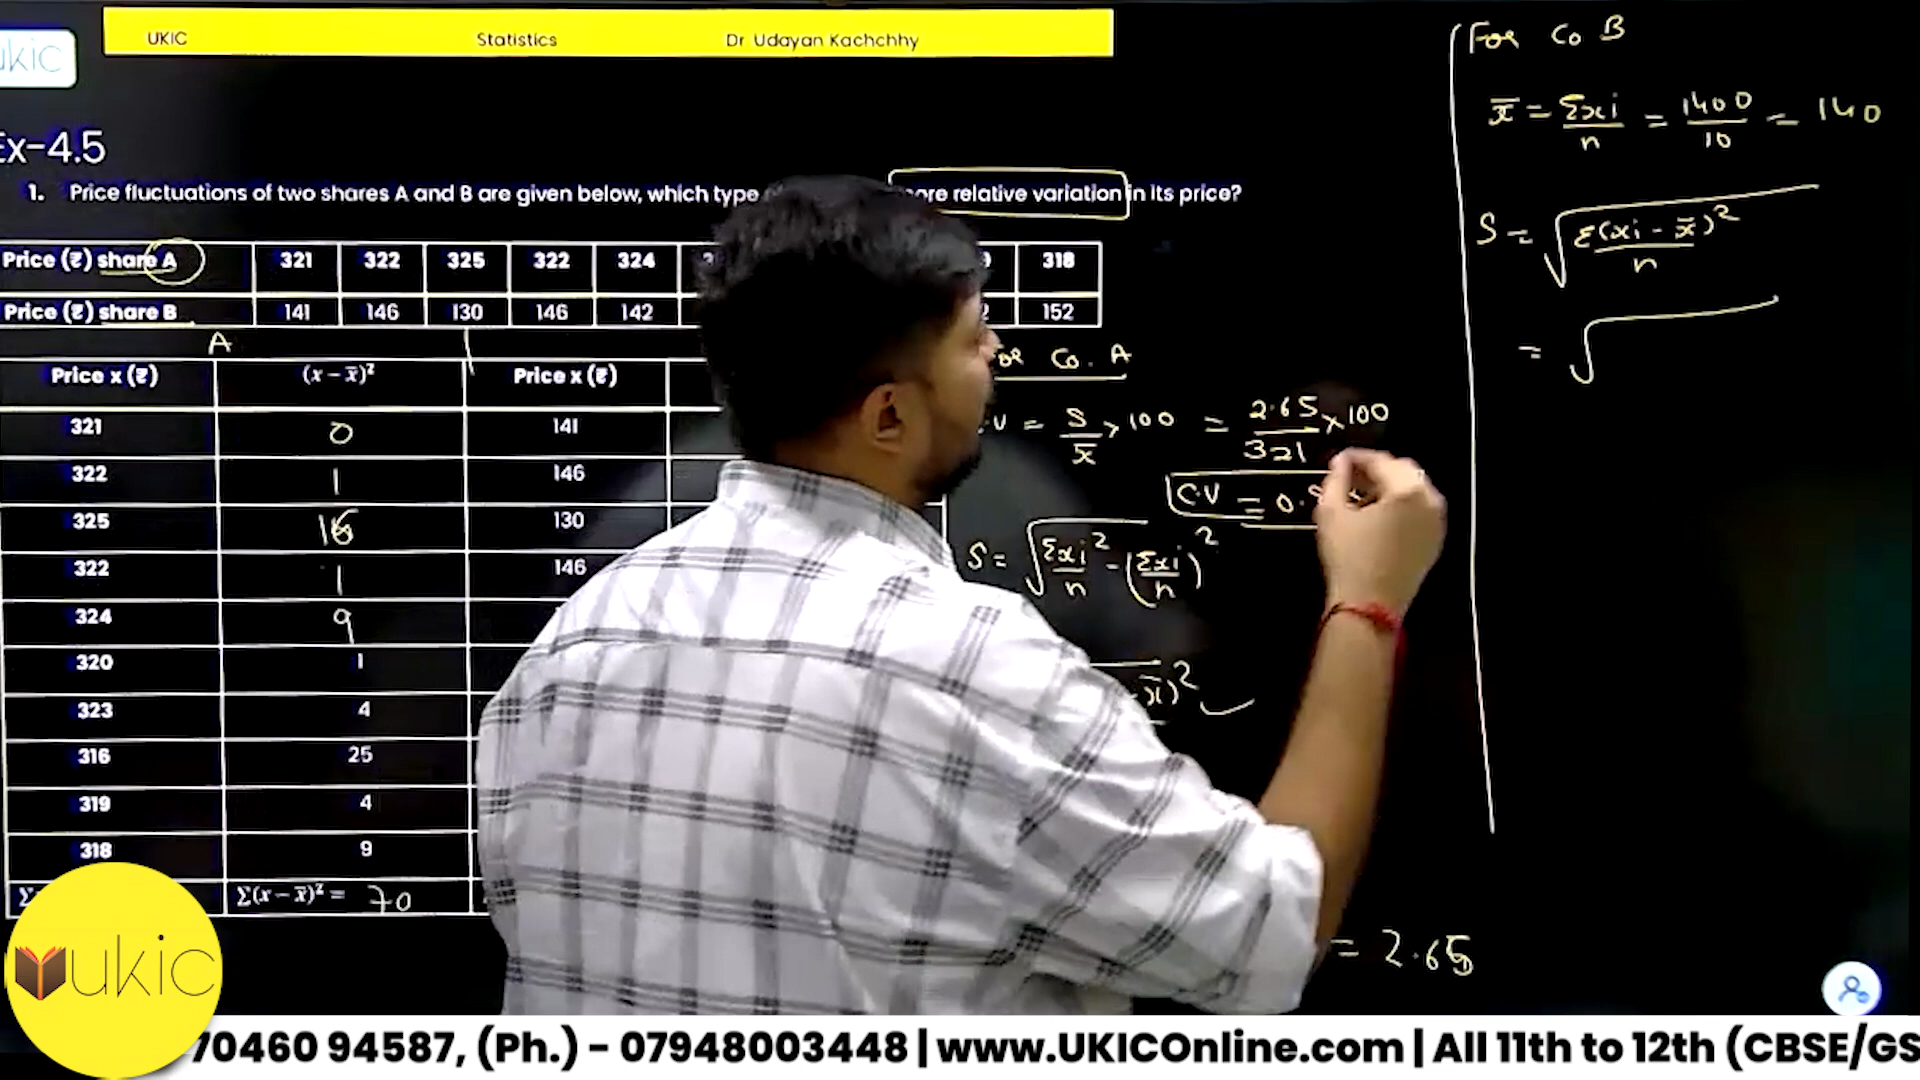 ukic
UKIC Statistics Dr Udayan Kachchhy
Ex-4.5
1. Price fluctuations of two shares A and B are given below, which type more relative variation in its price?
Price (₹) share A 321 322 325 322 324 318
Price (₹) share B 141 146 130 146 142 152
A
Price x (₹) (x – x̄)² Price x (₹)
321 0 141
322 1 146
325 16 130
322 1 146
324 9
320 1
323 4
316 25
319 4
318 9
Σ Σ(x – x̄)² = 70
For Co. A
C.V = S/x̄ × 100 = 2.65/321 × 100
C.V = 0.
S = √(Σxi²/n – (Σxi/n)²)
x̄)²
= 2.65
For Co B
x̄ = Σxi/n = 1400/10 = 140
S = √(Σ(xi – x̄)²/n)
= √
ukic
70460 94587, (Ph.) - 07948003448 | www.UKICOnline.com | All 11th to 12th (CBSE/GS